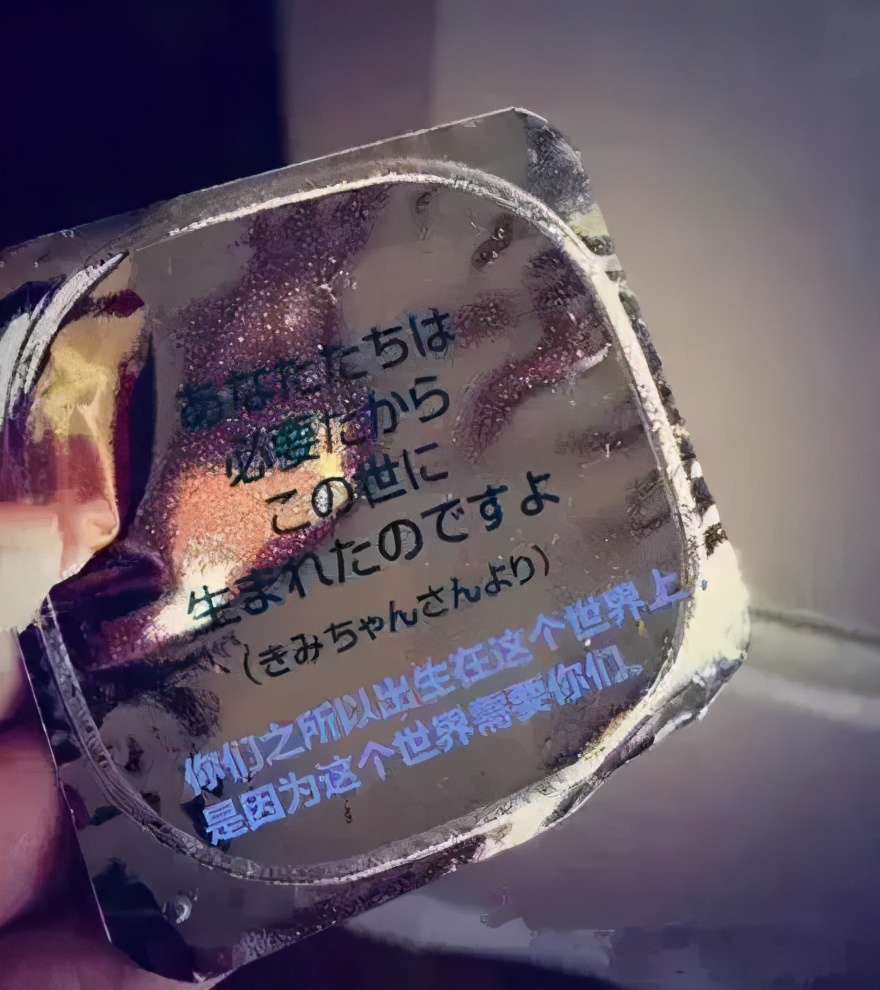 あなたたちは
必要だから
この世に
生まれたのですよ
(きみちゃんさんより)
你们之所以出生在这个世界上,
是因为这个世界需要你们。